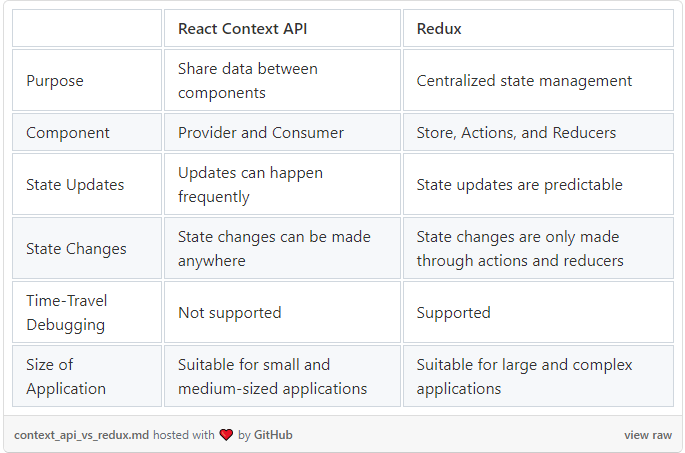 React Context API Redux
Purpose Share data between components Centralized state management
Component Provider and Consumer Store, Actions, and Reducers
State Updates Updates can happen frequently State updates are predictable
State Changes State changes can be made anywhere State changes are only made through actions and reducers
Time-Travel Debugging Not supported Supported
Size of Application Suitable for small and medium-sized applications Suitable for large and complex applications
context_api_vs_redux.md hosted with ❤ by GitHub view raw